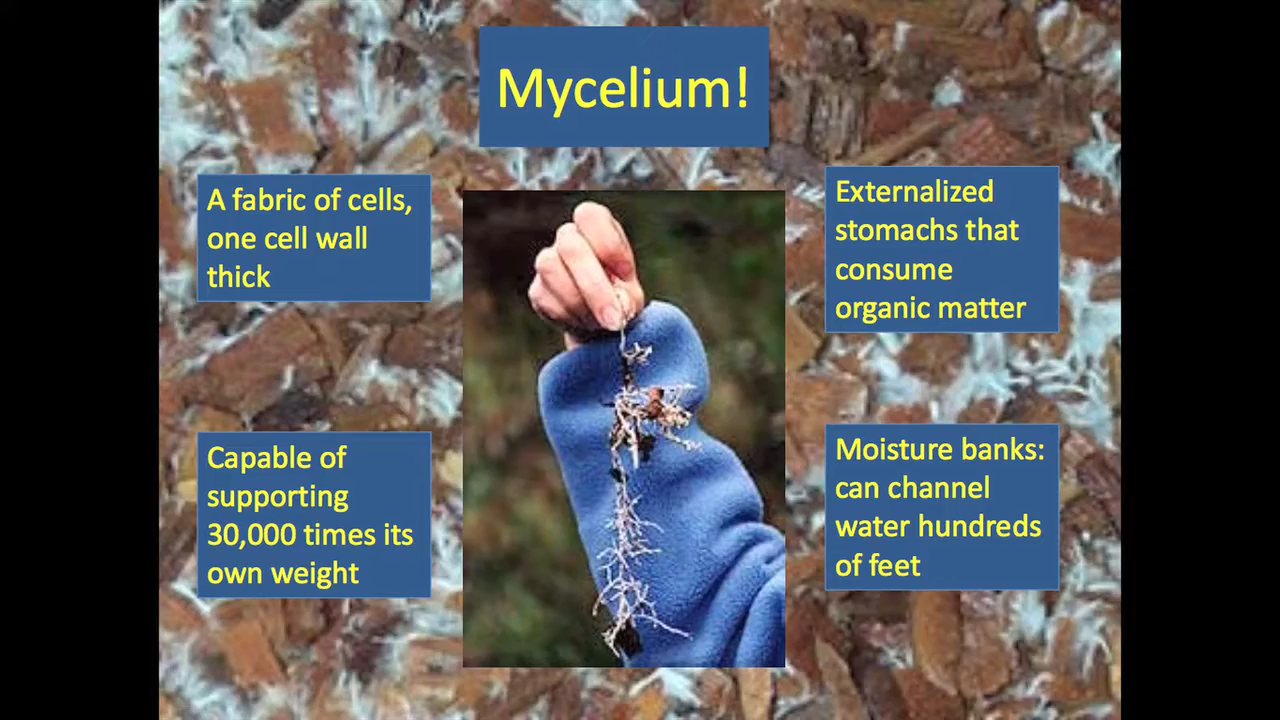 Mycelium!
A fabric of cells,
one cell wall
thick
Externalized
stomachs that
consume
organic matter
Capable of
supporting
30,000 times its
own weight
Moisture banks:
can channel
water hundreds
of feet